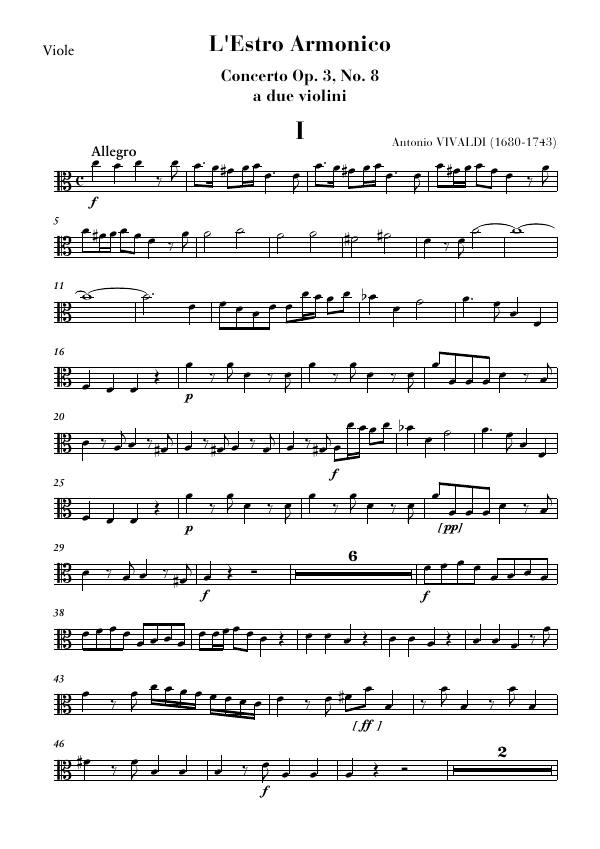 Viole
L'Estro Armonico
Concerto Op. 3, No. 8
a due violini
I
Antonio VIVALDI (1680-1743)
Allegro
f
5
11
16
p
20
f
25
p
[pp]
29
6
f
f
38
43
[ff]
46
2
f